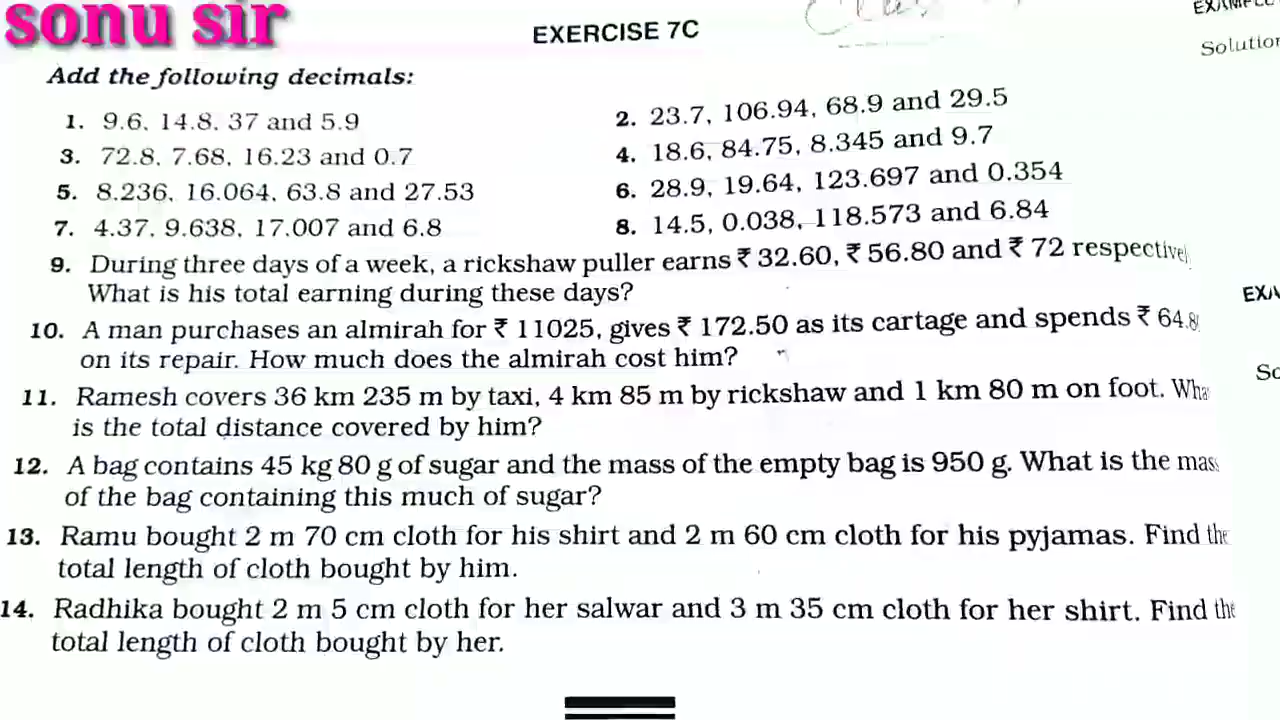 sonu sir
EXERCISE 7C
Solution
Add the following decimals:
1. 9.6, 14.8, 37 and 5.9
2. 23.7, 106.94, 68.9 and 29.5
3. 72.8, 7.68, 16.23 and 0.7
4. 18.6, 84.75, 8.345 and 9.7
5. 8.236, 16.064, 63.8 and 27.53
6. 28.9, 19.64, 123.697 and 0.354
7. 4.37, 9.638, 17.007 and 6.8
8. 14.5, 0.038, 118.573 and 6.84
9. During three days of a week, a rickshaw puller earns ₹ 32.60, ₹ 56.80 and ₹ 72 respectivel
What is his total earning during these days?
10. A man purchases an almirah for ₹ 11025, gives ₹ 172.50 as its cartage and spends ₹ 64.8
on its repair. How much does the almirah cost him?
11. Ramesh covers 36 km 235 m by taxi, 4 km 85 m by rickshaw and 1 km 80 m on foot. Wha
is the total distance covered by him?
12. A bag contains 45 kg 80 g of sugar and the mass of the empty bag is 950 g. What is the mass
of the bag containing this much of sugar?
13. Ramu bought 2 m 70 cm cloth for his shirt and 2 m 60 cm cloth for his pyjamas. Find the
total length of cloth bought by him.
14. Radhika bought 2 m 5 cm cloth for her salwar and 3 m 35 cm cloth for her shirt. Find the
total length of cloth bought by her.